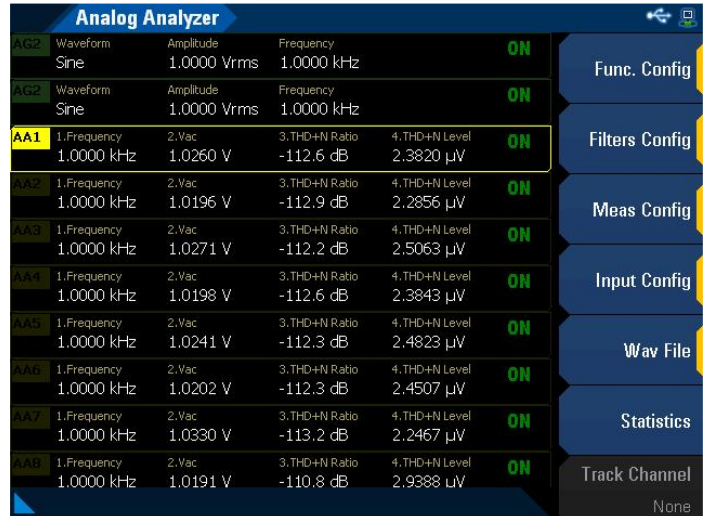 Analog Analyzer
AG2 Waveform Amplitude Frequency ON
Sine 1.0000 Vrms 1.0000 kHz
AG2 Waveform Amplitude Frequency ON
Sine 1.0000 Vrms 1.0000 kHz
AA1 1.Frequency 2.Vac 3.THD+N Ratio 4.THD+N Level ON
1.0000 kHz 1.0260 V -112.6 dB 2.3820 µV
AA2 1.Frequency 2.Vac 3.THD+N Ratio 4.THD+N Level ON
1.0000 kHz 1.0196 V -112.9 dB 2.2856 µV
AA3 1.Frequency 2.Vac 3.THD+N Ratio 4.THD+N Level ON
1.0000 kHz 1.0271 V -112.2 dB 2.5063 µV
AA4 1.Frequency 2.Vac 3.THD+N Ratio 4.THD+N Level ON
1.0000 kHz 1.0198 V -112.6 dB 2.3843 µV
AA5 1.Frequency 2.Vac 3.THD+N Ratio 4.THD+N Level ON
1.0000 kHz 1.0241 V -112.3 dB 2.4823 µV
AA6 1.Frequency 2.Vac 3.THD+N Ratio 4.THD+N Level ON
1.0000 kHz 1.0202 V -112.3 dB 2.4507 µV
AA7 1.Frequency 2.Vac 3.THD+N Ratio 4.THD+N Level ON
1.0000 kHz 1.0330 V -113.2 dB 2.2467 µV
AA8 1.Frequency 2.Vac 3.THD+N Ratio 4.THD+N Level ON
1.0000 kHz 1.0191 V -110.8 dB 2.9388 µV
Func. Config
Filters Config
Meas Config
Input Config
Wav File
Statistics
Track Channel
None